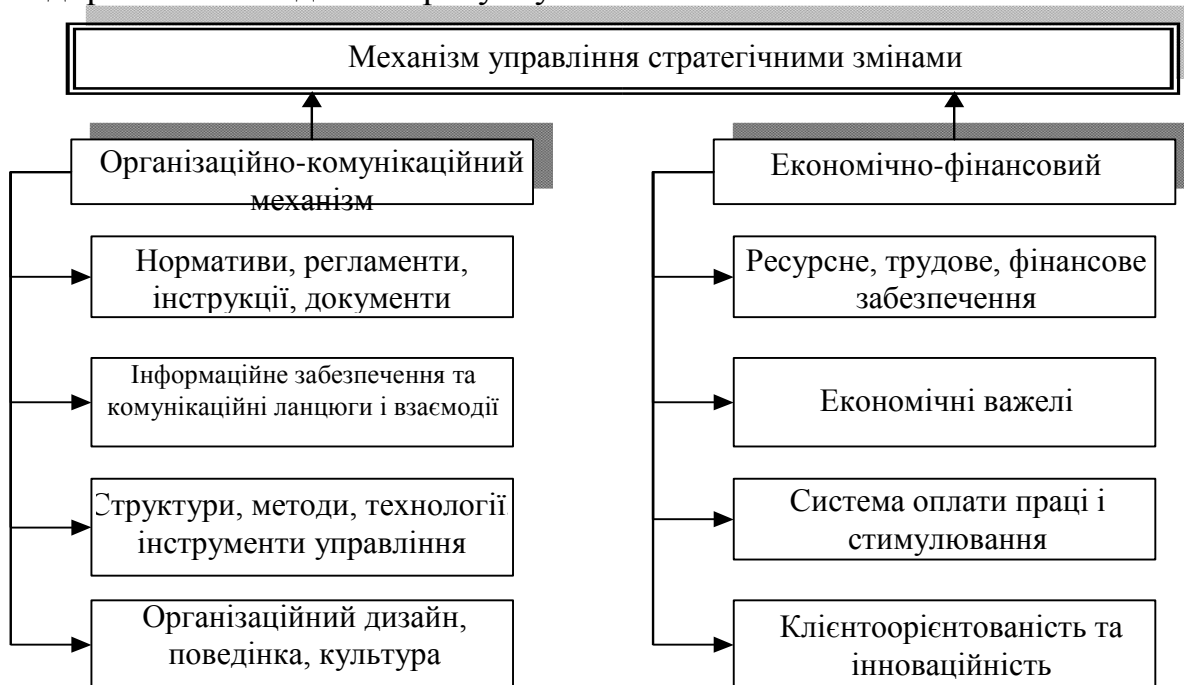 Механізм управління стратегічними змінами
Організаційно-комунікаційний
механізм
Нормативи, регламенти,
інструкції, документи
Інформаційне забезпечення та
комунікаційні ланцюги і взаємодії
Структури, методи, технології
інструменти управління
Організаційний дизайн,
поведінка, культура
Економічно-фінансовий
Ресурсне, трудове, фінансове
забезпечення
Економічні важелі
Система оплати праці і
стимулювання
Клієнтоорієнтованість та
інноваційність